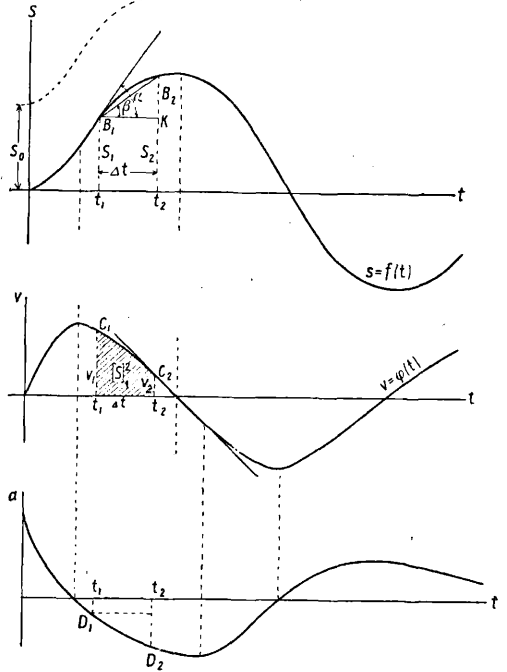 s
B₂
α
β
B₁ K
S₀
S₁ S₂
Δt
t₁ t₂ t
s=f(t)
v
C₁
C₂
v₁ [S]₁² v₂
v=φ(t)
t₁ Δt t₂ t
a
t₁ t₂ t
D₁
D₂